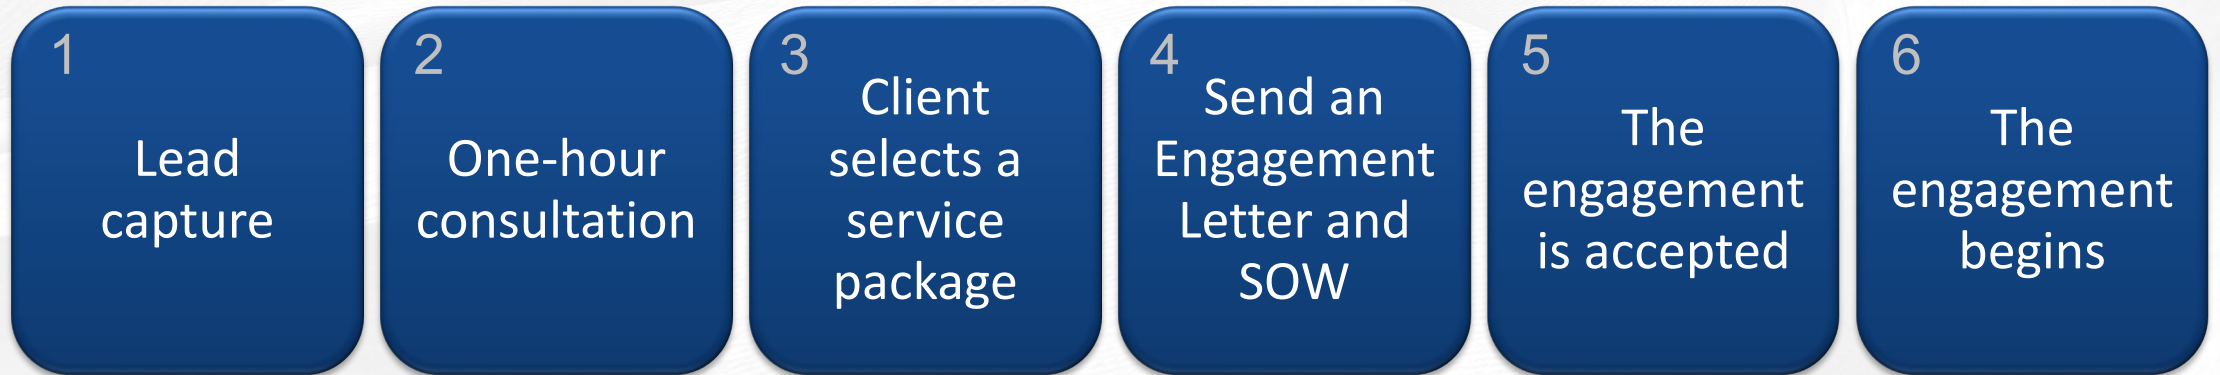 1
Lead
capture
2
One-hour
consultation
3
Client
selects a
service
package
4
Send an
Engagement
Letter and
SOW
5
The
engagement
is accepted
6
The
engagement
begins